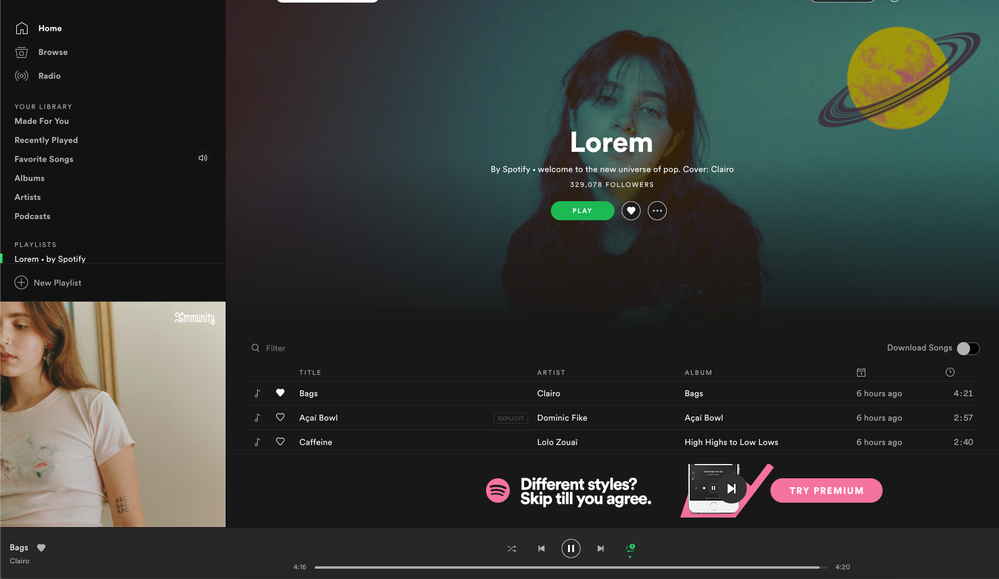 Home
Browse
Radio
YOUR LIBRARY
Made For You
Recently Played
Favorite Songs
Albums
Artists
Podcasts
PLAYLISTS
Lorem • by Spotify
New Playlist
Lorem
By Spotify • welcome to the new universe of pop. Cover: Clairo
329,078 FOLLOWERS
PLAY
Filter
Download Songs
TITLE ARTIST ALBUM
Bags Clairo Bags 6 hours ago 4:21
Açaí Bowl EXPLICIT Dominic Fike Açaí Bowl 6 hours ago 2:57
Caffeine Lolo Zouaï High Highs to Low Lows 6 hours ago 2:40
Different styles?
Skip till you agree.
TRY PREMIUM
Bags
Clairo
1
4:16
4:20